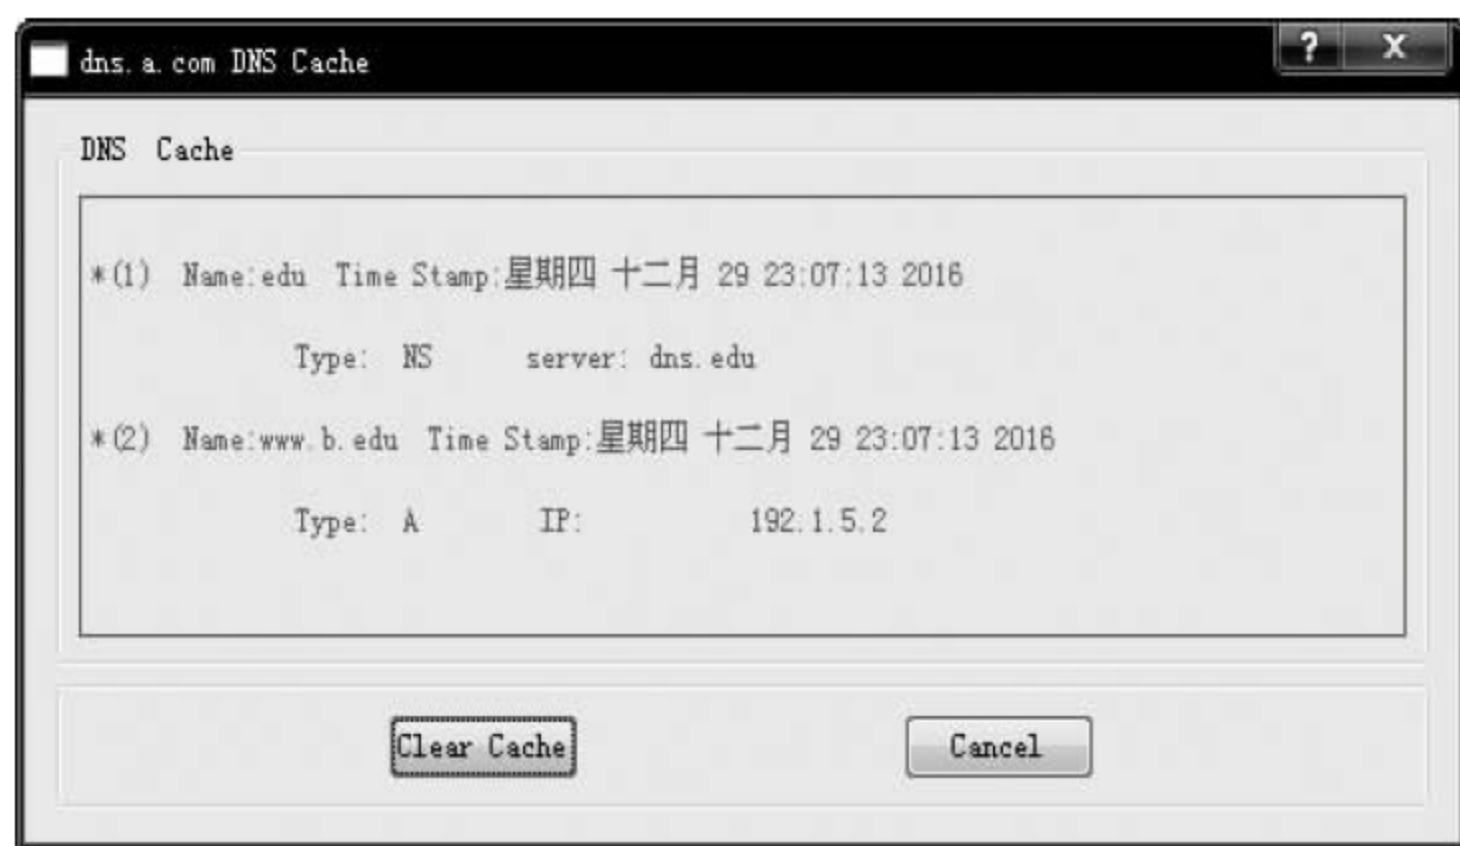 dns.a.com DNS Cache
? X
DNS Cache
*(1) Name:edu Time Stamp:星期四 十二月 29 23:07:13 2016
Type: NS server: dns.edu
*(2) Name:www.b.edu Time Stamp:星期四 十二月 29 23:07:13 2016
Type: A IP: 192.1.5.2
Clear Cache Cancel